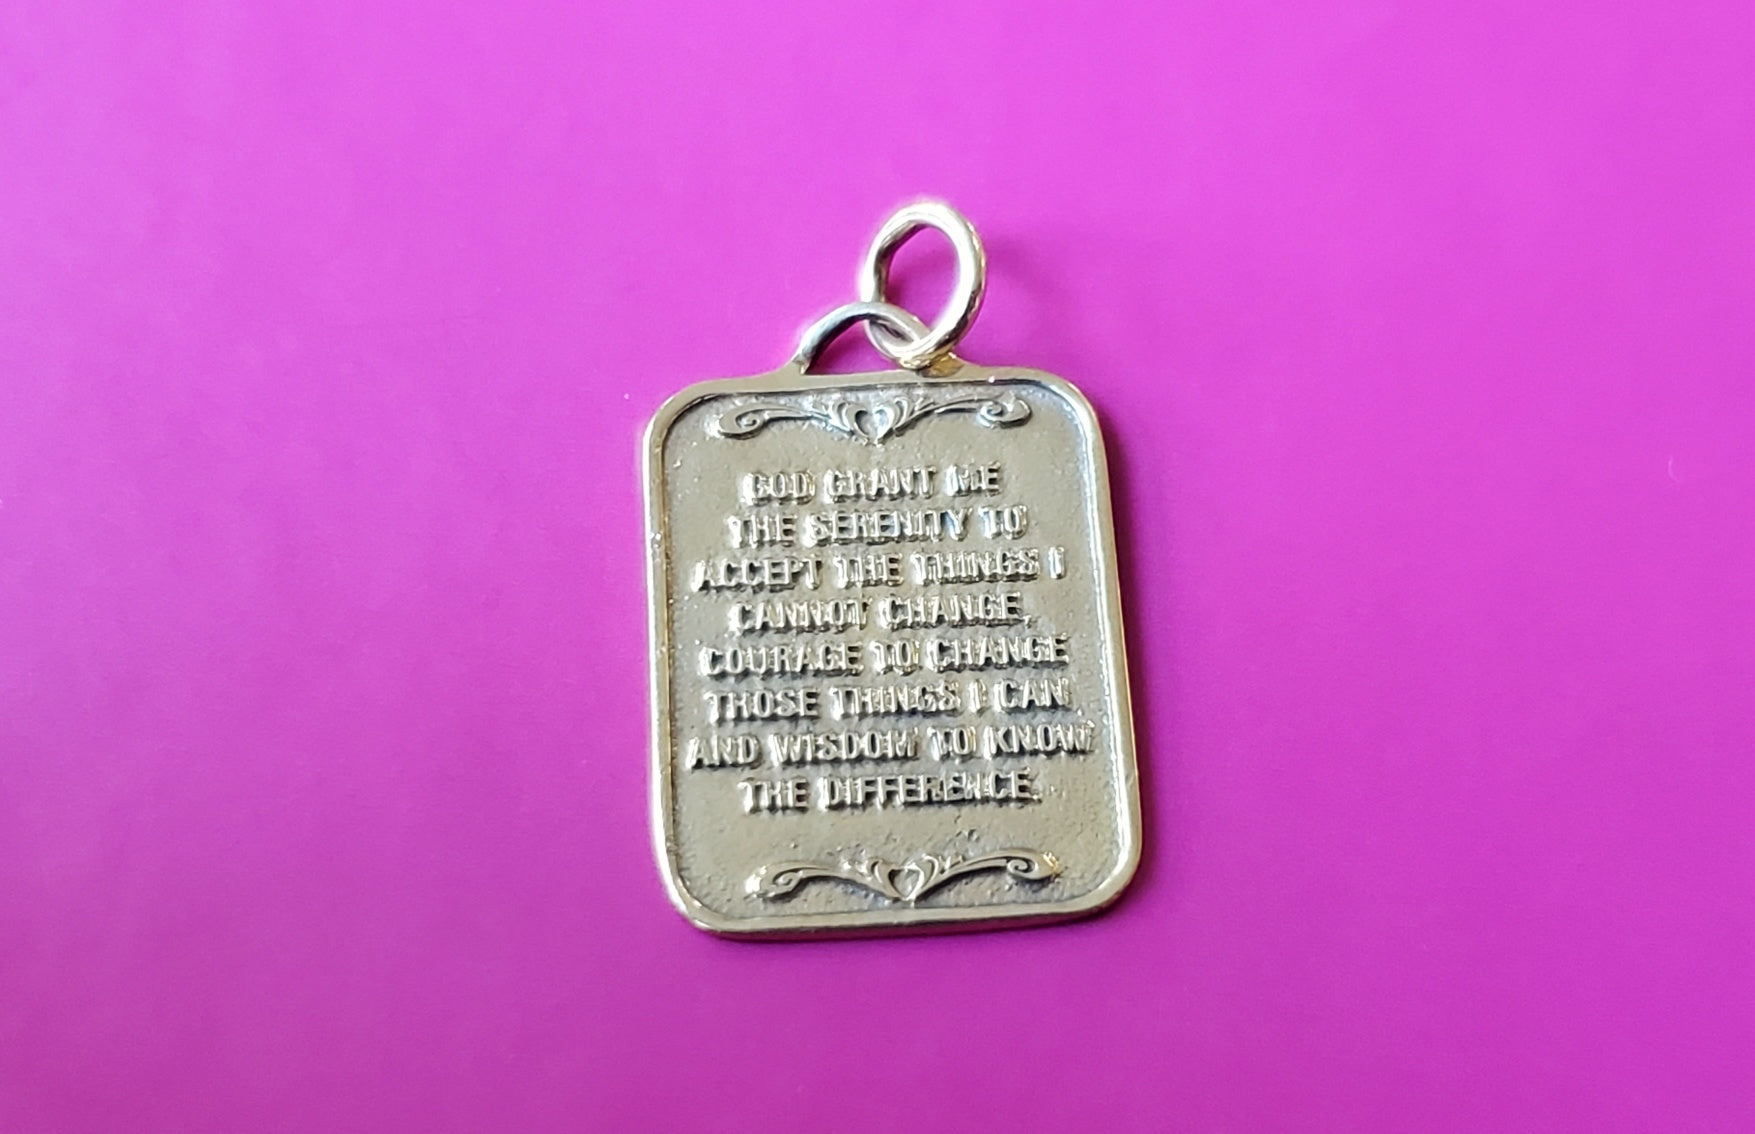 GOD GRANT ME
THE SERENITY TO
ACCEPT THE THINGS I
CANNOT CHANGE,
COURAGE TO CHANGE
THOSE THINGS I CAN
AND WISDOM TO KNOW
THE DIFFERENCE.